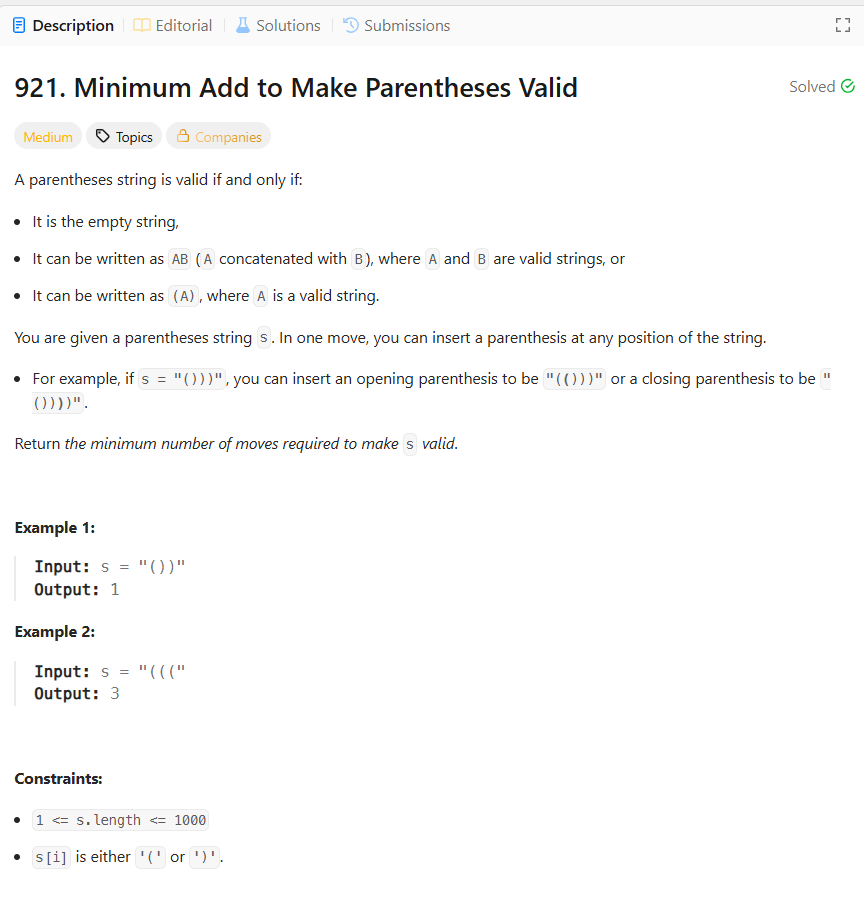 Description Editorial Solutions Submissions
921. Minimum Add to Make Parentheses Valid
Solved
Medium Topics Companies
A parentheses string is valid if and only if:
It is the empty string,
It can be written as AB (A concatenated with B), where A and B are valid strings, or
It can be written as (A), where A is a valid string.
You are given a parentheses string s. In one move, you can insert a parenthesis at any position of the string.
For example, if s = "()))", you can insert an opening parenthesis to be "(()))" or a closing parenthesis to be "
())))".
Return the minimum number of moves required to make s valid.
Example 1:
Input: s = "())"
Output: 1
Example 2:
Input: s = "((("
Output: 3
Constraints:
1 <= s.length <= 1000
s[i] is either '(' or ')'.